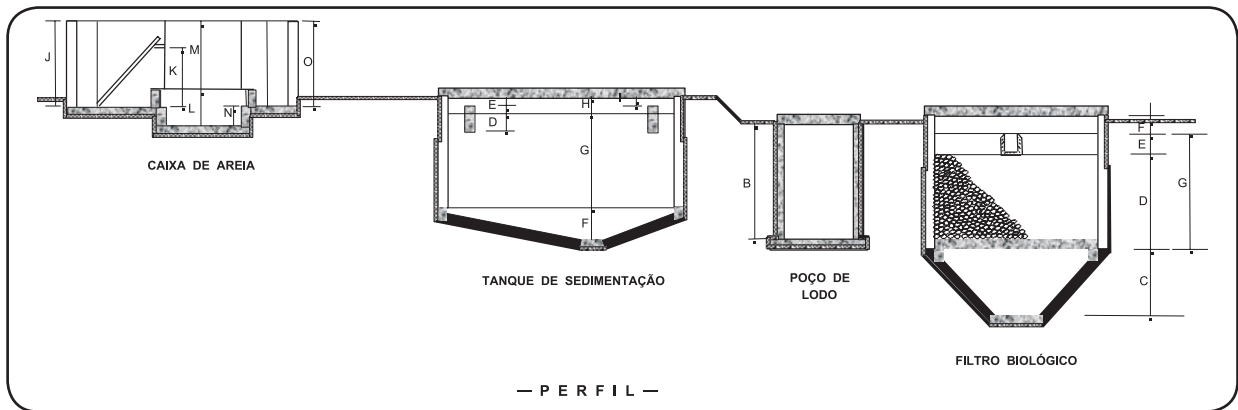 J
K
M
L
N
O
CAIXA DE AREIA
E
H
I
D
G
F
TANQUE DE SEDIMENTAÇÃO
B
POÇO DE
LODO
F
E
D
G
C
FILTRO BIOLÓGICO
— P E R F I L —